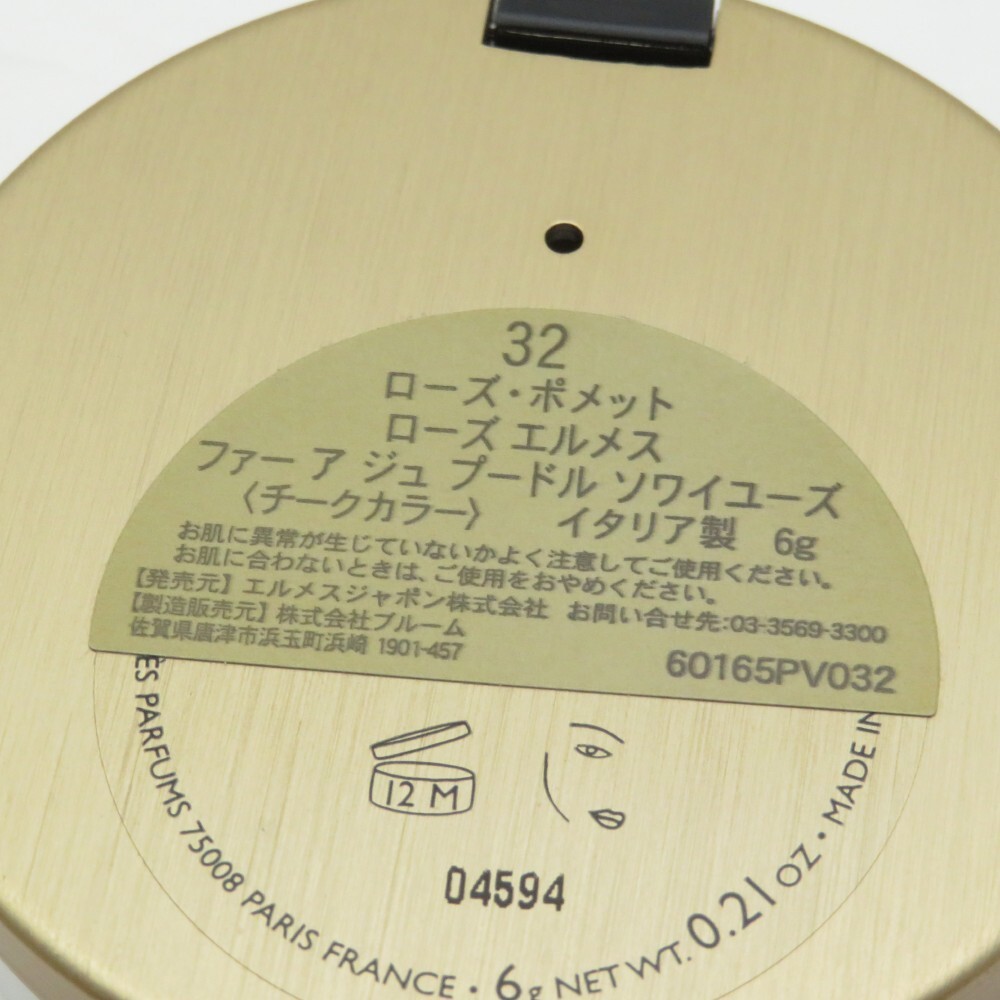 32
ローズ・ポメット
ローズ エルメス
ファー ア ジュ プードル ソワイユーズ
〈チークカラー〉 イタリア製 6g
お肌に異常が生じていないかよく注意してご使用ください。
お肌に合わないときは、ご使用をおやめください。
【発売元】エルメスジャポン株式会社 お問い合せ先:03-3569-3300
【製造販売元】株式会社ブルーム
佐賀県唐津市浜玉町浜崎 1901-457
60165PV032
12 M
04594
ÈS PARFUMS 75008 PARIS FRANCE · 6g NET WT. 0.21 OZ · MADE IN